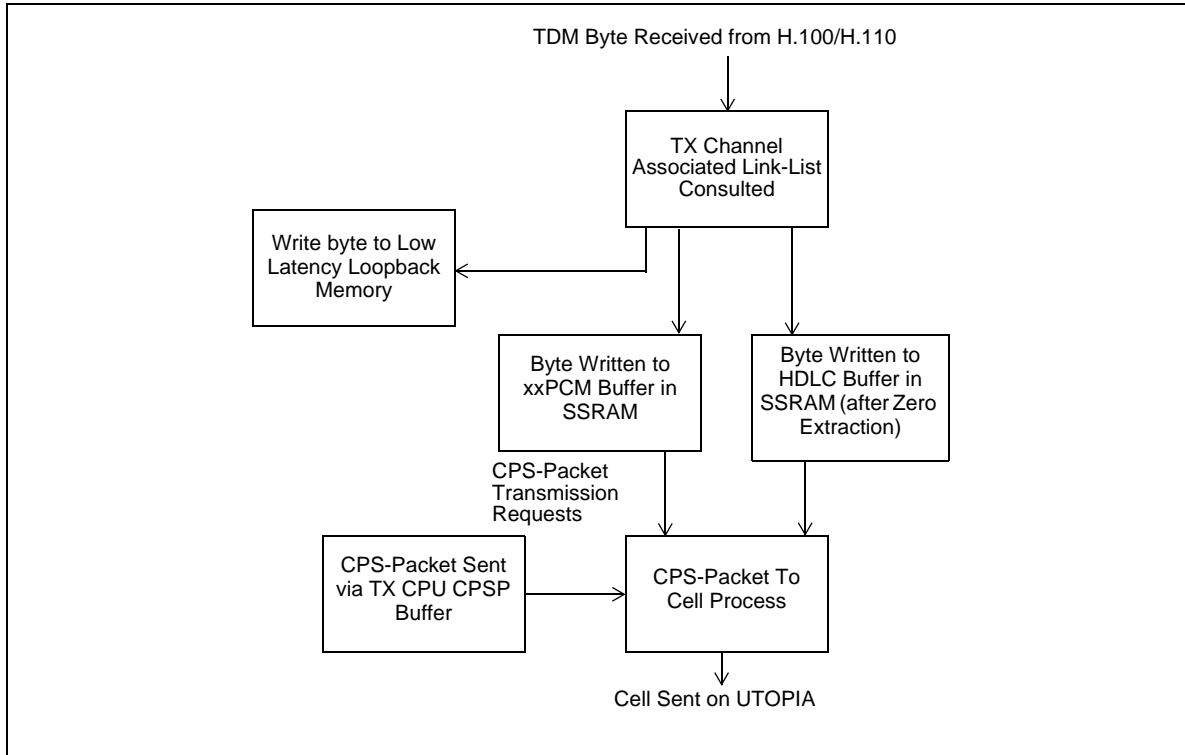 TDM Byte Received from H.100/H.110
TX Channel
Associated Link-List
Consulted
Write byte to Low
Latency Loopback
Memory
Byte Written to
xxPCM Buffer in
SSRAM
Byte Written to
HDLC Buffer in
SSRAM (after Zero
Extraction)
CPS-Packet
Transmission
Requests
CPS-Packet Sent
via TX CPU CPSP
Buffer
CPS-Packet To
Cell Process
Cell Sent on UTOPIA